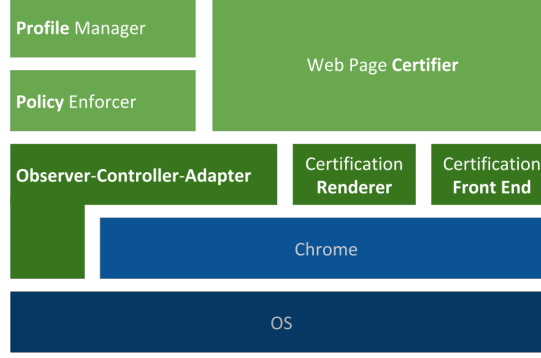 Profile Manager
Web Page Certifier
Policy Enforcer
Observer-Controller-Adapter
Certification
Renderer
Certification
Front End
Chrome
OS